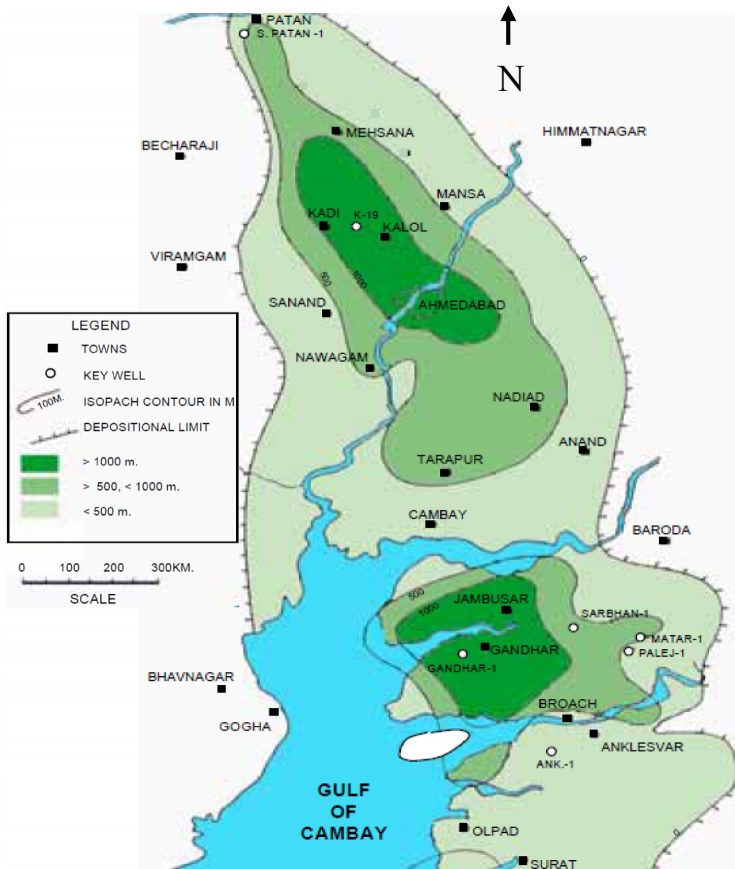 PATAN
S. PATAN -1
N
MEHSANA
HIMMATNAGAR
BECHARAJI
MANSA
KADI
K-19
KALOL
VIRAMGAM
500
1000
0
AHMEDABAD
SANAND
LEGEND
TOWNS
KEY WELL
100M.
ISOPACH CONTOUR IN M
DEPOSITIONAL LIMIT
> 1000 m.
> 500, < 1000 m.
< 500 m.
0 100 200 300KM.
SCALE
NAWAGAM
NADIAD
ANAND
TARAPUR
CAMBAY
BARODA
500
1000
JAMBUSAR
SARBHAN-1
MATAR-1
PALEJ-1
GANDHAR
GANDHAR-1
BHAVNAGAR
GOGHA
BROACH
ANKLESVAR
ANK.-1
GULF
OF
CAMBAY
OLPAD
0
SURAT